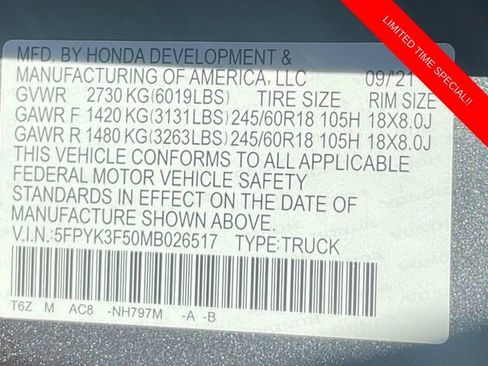 LIMITED TIME SPECIAL!!
MFD. BY HONDA DEVELOPMENT &
MANUFACTURING OF AMERICA, LLC 09/21
GVWR 2730 KG(6019LBS) TIRE SIZE RIM SIZE
GAWR F 1420 KG(3131LBS) 245/60R18 105H 18X8.0J
GAWR R 1480 KG(3263LBS) 245/60R18 105H 18X8.0J
THIS VEHICLE CONFORMS TO ALL APPLICABLE
FEDERAL MOTOR VEHICLE SAFETY
STANDARDS IN EFFECT ON THE DATE OF
MANUFACTURE SHOWN ABOVE.
V.I.N.:5FPYK3F50MB026517 TYPE:TRUCK
T6Z M AC8 -NH797M -A -B